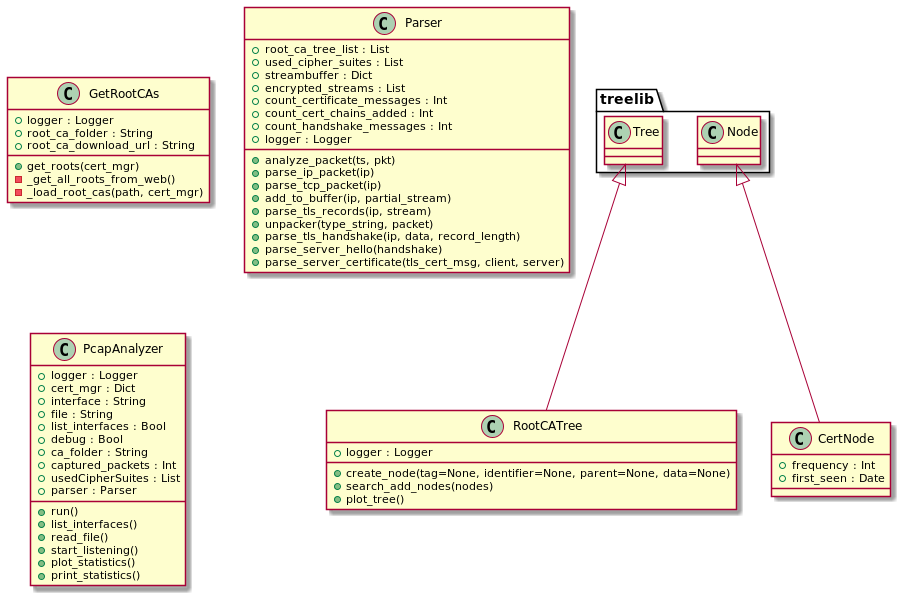 C GetRootCAs
logger : Logger
root_ca_folder : String
root_ca_download_url : String
get_roots(cert_mgr)
_get_all_roots_from_web()
_load_root_cas(path, cert_mgr)
C Parser
root_ca_tree_list : List
used_cipher_suites : List
streambuffer : Dict
encrypted_streams : List
count_certificate_messages : Int
count_cert_chains_added : Int
count_handshake_messages : Int
logger : Logger
analyze_packet(ts, pkt)
parse_ip_packet(ip)
parse_tcp_packet(ip)
add_to_buffer(ip, partial_stream)
parse_tls_records(ip, stream)
unpacker(type_string, packet)
parse_tls_handshake(ip, data, record_length)
parse_server_hello(handshake)
parse_server_certificate(tls_cert_msg, client, server)
treelib
C Tree
C Node
C PcapAnalyzer
logger : Logger
cert_mgr : Dict
interface : String
file : String
list_interfaces : Bool
debug : Bool
ca_folder : String
captured_packets : Int
usedCipherSuites : List
parser : Parser
run()
list_interfaces()
read_file()
start_listening()
plot_statistics()
print_statistics()
C RootCATree
logger : Logger
create_node(tag=None, identifier=None, parent=None, data=None)
search_add_nodes(nodes)
plot_tree()
C CertNode
frequency : Int
first_seen : Date